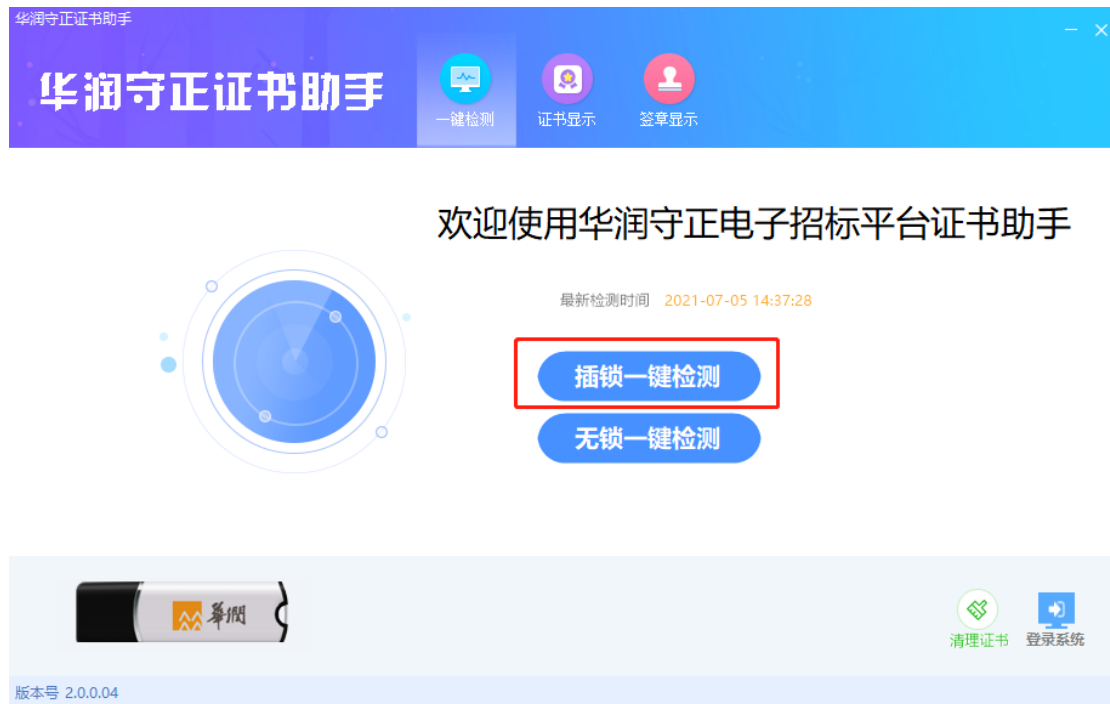 华润守正证书助手
华润守正证书助手
一键检测 证书显示 签章显示
欢迎使用华润守正电子招标平台证书助手
最新检测时间 2021-07-05 14:37:28
插锁一键检测
无锁一键检测
華潤
清理证书 登录系统
版本号 2.0.0.04